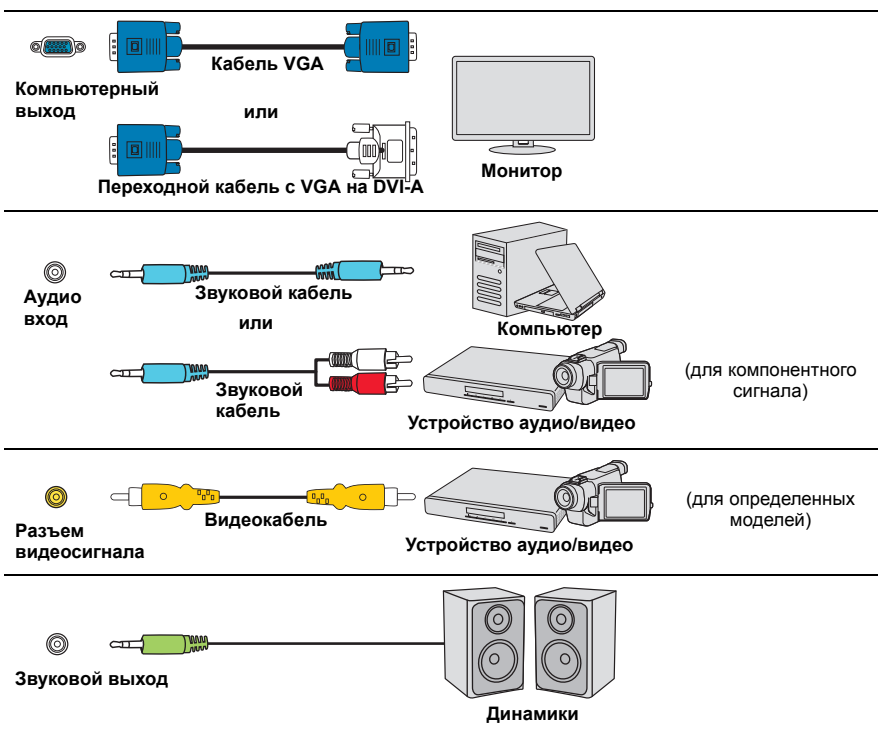 Кабель VGA
Компьютерный
выход
или
Переходной кабель с VGA на DVI-A
Монитор
Аудио
вход
Звуковой кабель
или
Компьютер
Звуковой
кабель
Устройство аудио/видео
(для компонентного
сигнала)
Разъем
видеосигнала
Видеокабель
Устройство аудио/видео
(для определенных
моделей)
Звуковой выход
Динамики